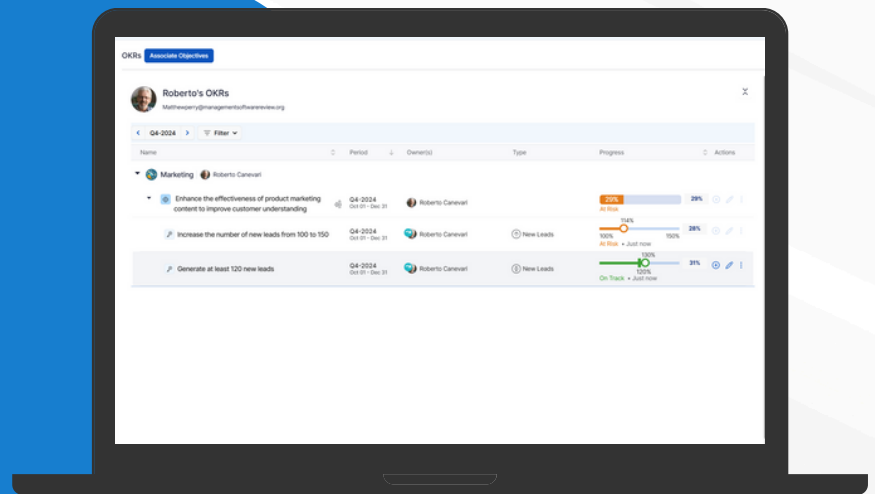 OKRs Associate Objectives
Roberto's OKRs
Matthewperry@managementsoftwarereview.org
Q4-2024 Filter
Name Period Owner(s) Type Progress Actions
Marketing Roberto Canevari
Enhance the effectiveness of product marketing
content to improve customer understanding
Q4-2024
Oct 01 - Dec 31
Roberto Canevari
29% 29%
At Risk
Increase the number of new leads from 100 to 150
Q4-2024
Oct 01 - Dec 31
Roberto Canevari
New Leads
114%
28%
100% 150%
At Risk • Just now
Generate at least 120 new leads
Q4-2024
Oct 01 - Dec 31
Roberto Canevari
New Leads
130%
31%
120%
On Track • Just now